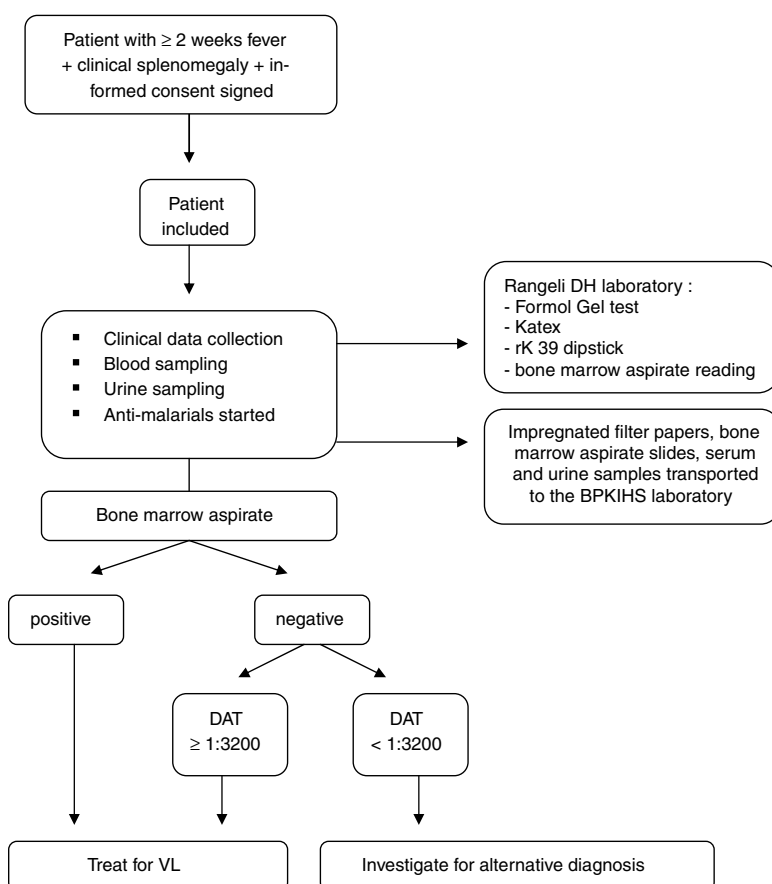 Patient with ≥ 2 weeks fever
+ clinical splenomegaly + in-
formed consent signed
Patient
included
▪ Clinical data collection
▪ Blood sampling
▪ Urine sampling
▪ Anti-malarials started
Rangeli DH laboratory :
- Formol Gel test
- Katex
- rK 39 dipstick
- bone marrow aspirate reading
Impregnated filter papers, bone
marrow aspirate slides, serum
and urine samples transported
to the BPKIHS laboratory
Bone marrow aspirate
positive
negative
DAT
≥ 1:3200
DAT
< 1:3200
Treat for VL
Investigate for alternative diagnosis